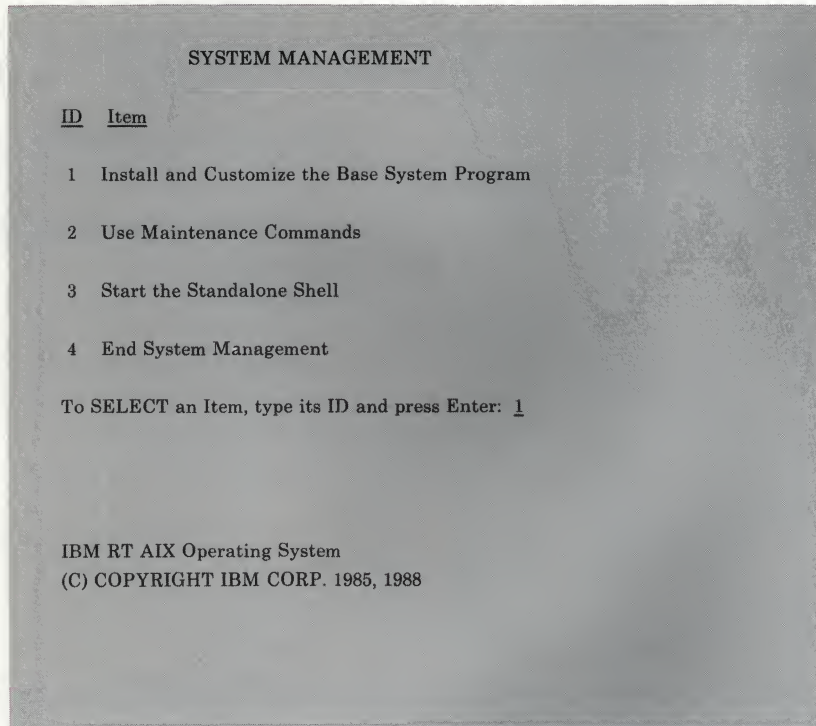 SYSTEM MANAGEMENT
ID Item
1 Install and Customize the Base System Program
2 Use Maintenance Commands
3 Start the Standalone Shell
4 End System Management
To SELECT an Item, type its ID and press Enter: 1
IBM RT AIX Operating System
(C) COPYRIGHT IBM CORP. 1985, 1988